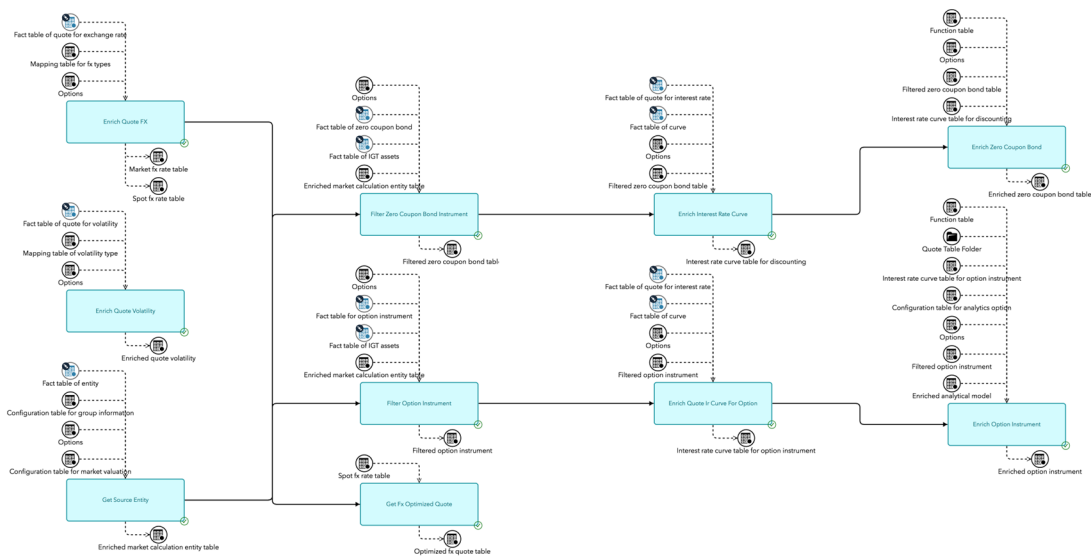 Fact table of quote for exchange rate
Mapping table for fx types
Options
Enrich Quote FX
Market fx rate table
Spot fx rate table
Fact table of quote for volatility
Mapping table of volatility type
Options
Enrich Quote Volatility
Enriched quote volatility
Fact table of entity
Configuration table for group information
Options
Configuration table for market valuation
Get Source Entity
Enriched market calculation entity table
Options
Fact table of zero coupon bond
Fact table of IGT assets
Enriched market calculation entity table
Filter Zero Coupon Bond Instrument
Filtered zero coupon bond tabl
Options
Fact table for option instrument
Fact table of IGT assets
Enriched market calculation entity table
Filter Option Instrument
Filtered option instrument
Spot fx rate table
Get Fx Optimized Quote
Optimized fx quote table
Fact table of quote for interest rate
Fact table of curve
Options
Filtered zero coupon bond table
Enrich Interest Rate Curve
Interest rate curve table for discounting
Fact table of quote for interest rate
Fact table of curve
Options
Filtered option instrument
Enrich Quote Ir Curve For Option
Interest rate curve table for option instrument
Function table
Options
Filtered zero coupon bond table
Interest rate curve table for discounting
Enrich Zero Coupon Bond
Enriched zero coupon bond table
Function table
Quote Table Folder
Interest rate curve table for option instrument
Configuration table for analytics option
Options
Filtered option instrument
Enriched analytical model
Enrich Option Instrument
Enriched option instrument